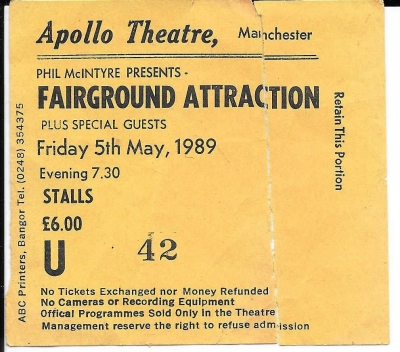 Apollo Theatre, Manchester
PHIL McINTYRE PRESENTS -
FAIRGROUND ATTRACTION
PLUS SPECIAL GUESTS
Friday 5th May, 1989
Evening 7.30
STALLS
£6.00
U 42
No Tickets Exchanged nor Money Refunded
No Cameras or Recording Equipment
Offical Programmes Sold Only in the Theatre
Management reserve the right to refuse admission
ABC Printers, Bangor Tel. (0248) 354375
Retain This Portion